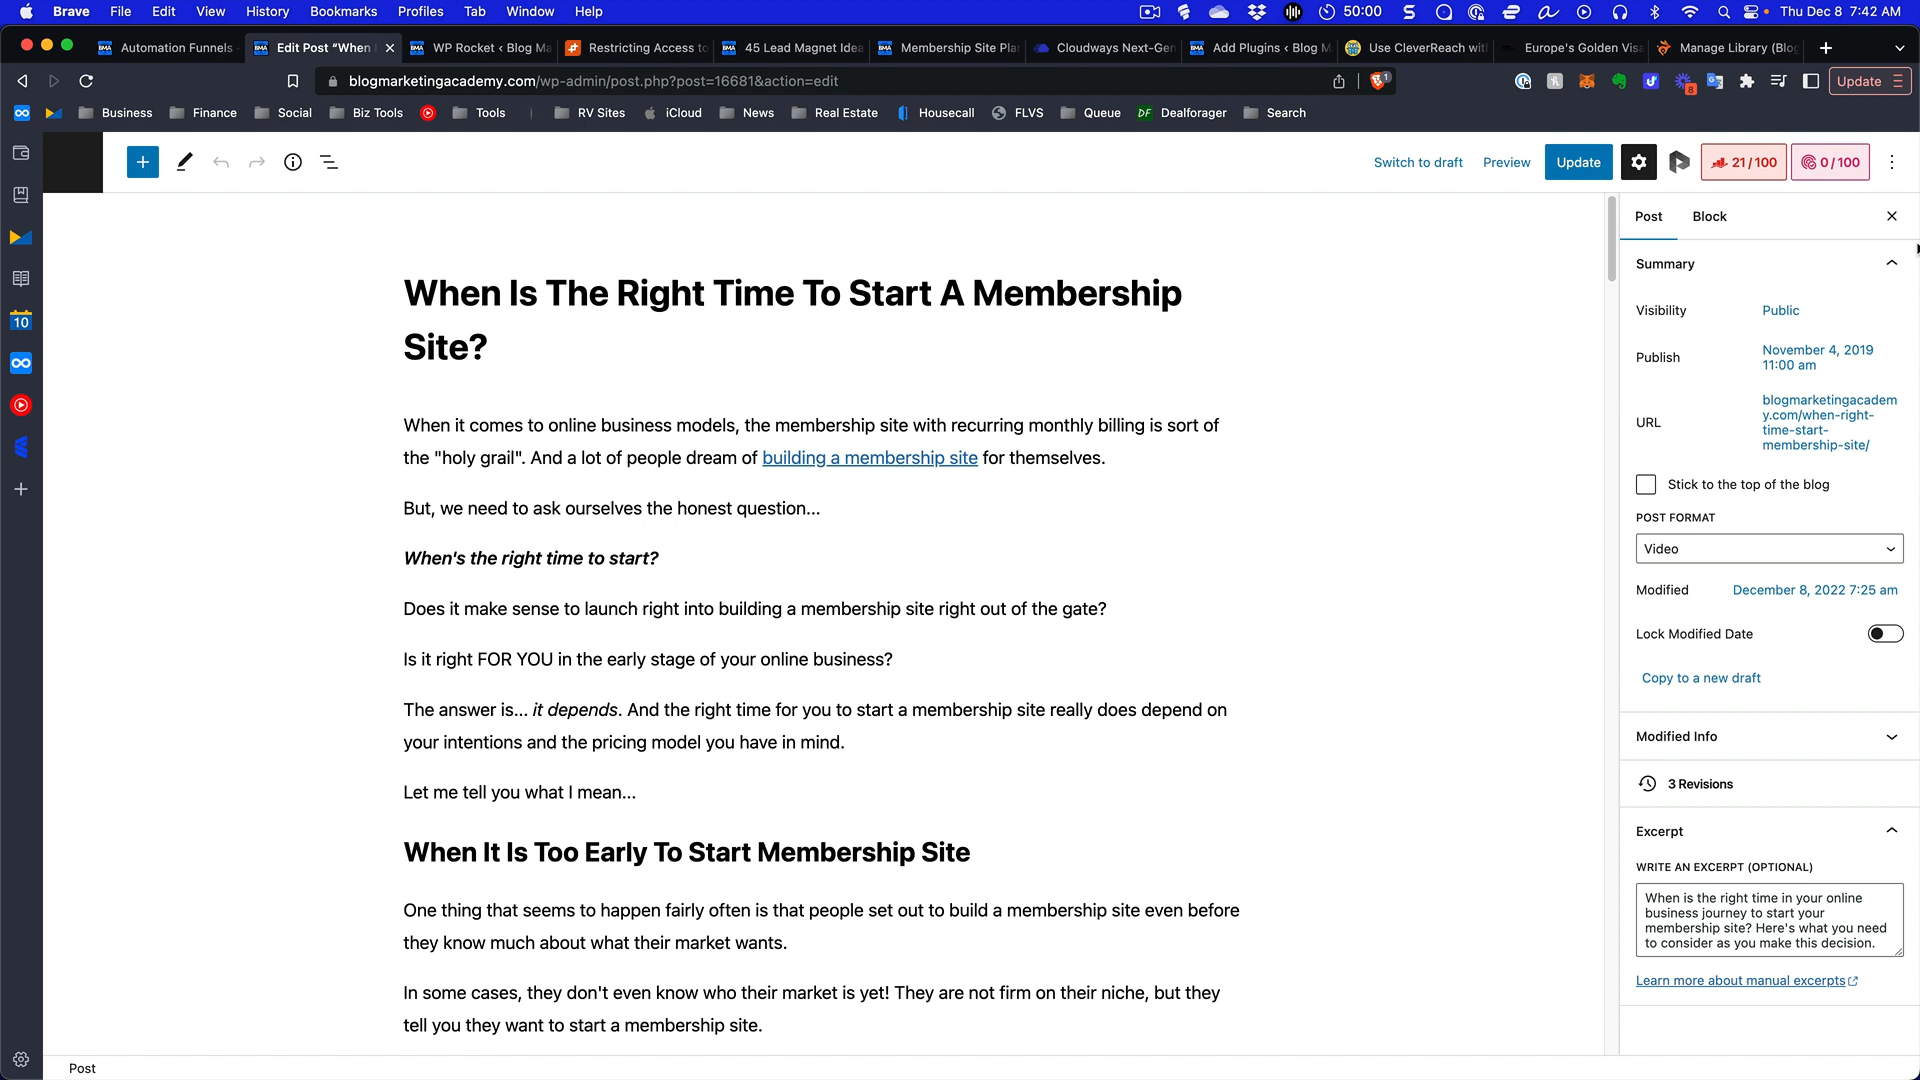 Brave File Edit View History Bookmarks Profiles Tab Window Help 50:00 Thu Dec 8 7:42 AM
Automation Funnels Edit Post "When WP Rocket ‹ Blog Ma Restricting Access to 45 Lead Magnet Idea Membership Site Plan Cloudways Next-Gen Add Plugins ‹ Blog M Use CleverReach wit Europe's Golden Visa Manage Library (Blog
blogmarketingacademy.com/wp-admin/post.php?post=16681&action=edit 1 8 Update
Business Finance Social Biz Tools Tools RV Sites iCloud News Real Estate Housecall FLVS Queue DF Dealforager Search
Switch to draft Preview Update 21/100 0/100
10
When Is The Right Time To Start A Membership
Site?
When it comes to online business models, the membership site with recurring monthly billing is sort of
the "holy grail". And a lot of people dream of building a membership site for themselves.
But, we need to ask ourselves the honest question...
When's the right time to start?
Does it make sense to launch right into building a membership site right out of the gate?
Is it right FOR YOU in the early stage of your online business?
The answer is... it depends. And the right time for you to start a membership site really does depend on
your intentions and the pricing model you have in mind.
Let me tell you what I mean...
When It Is Too Early To Start Membership Site
One thing that seems to happen fairly often is that people set out to build a membership site even before
they know much about what their market wants.
In some cases, they don't even know who their market is yet! They are not firm on their niche, but they
tell you they want to start a membership site.
Post
Post Block
Summary
Visibility Public
Publish November 4, 2019
11:00 am
URL blogmarketingacadem
y.com/when-right-
time-start-
membership-site/
Stick to the top of the blog
POST FORMAT
Video
Modified December 8, 2022 7:25 am
Lock Modified Date
Copy to a new draft
Modified Info
3 Revisions
Excerpt
WRITE AN EXCERPT (OPTIONAL)
When is the right time in your online
business journey to start your
membership site? Here's what you need
to consider as you make this decision.
Learn more about manual excerpts